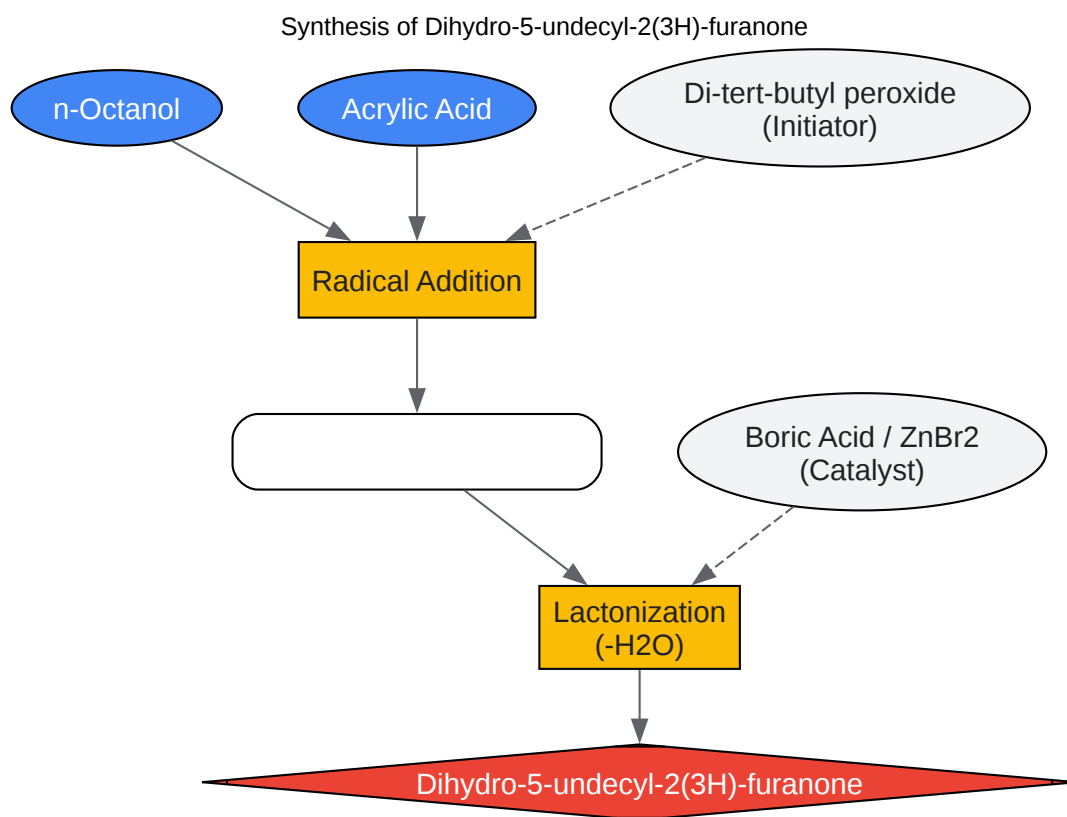 Synthesis of Dihydro-5-undecyl-2(3H)-furanone
n-Octanol
Acrylic Acid
Di-tert-butyl peroxide
(Initiator)
Radical Addition
Boric Acid / ZnBr2
(Catalyst)
Lactonization
(-H2O)
Dihydro-5-undecyl-2(3H)-furanone